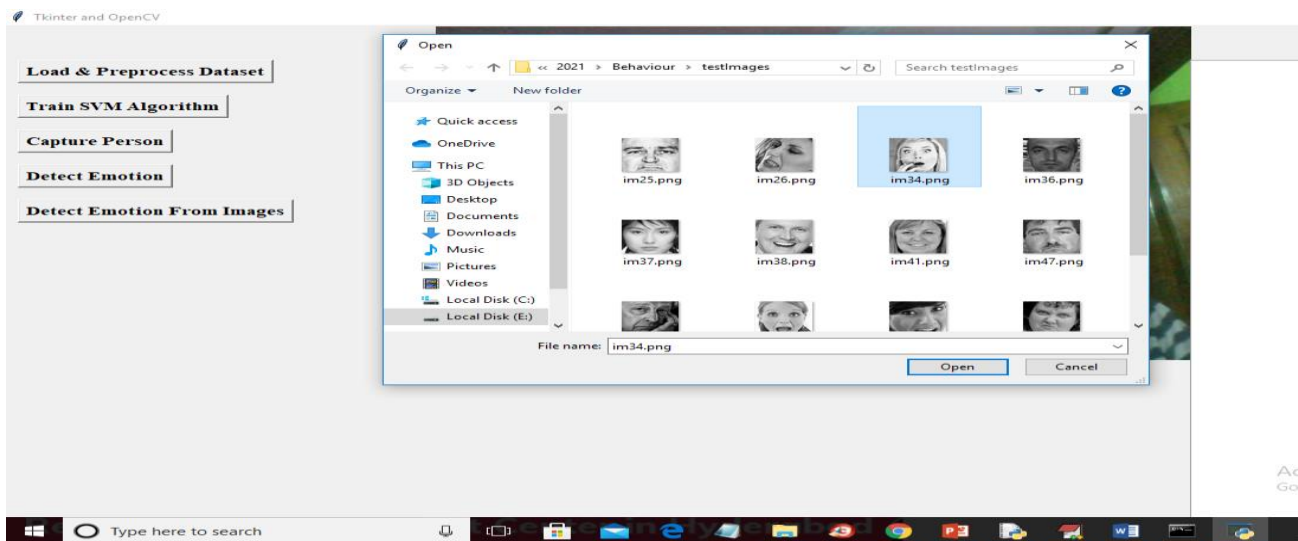 Tkinter and OpenCV
Load & Preprocess Dataset
Train SVM Algorithm
Capture Person
Detect Emotion
Detect Emotion From Images
Open
« 2021 > Behaviour > testImages
Search testImages
Organize
New folder
Quick access
OneDrive
This PC
3D Objects
Desktop
Documents
Downloads
Music
Pictures
Videos
Local Disk (C:)
Local Disk (E:)
im25.png
im26.png
im34.png
im36.png
im37.png
im38.png
im41.png
im47.png
File name: im34.png
Open
Cancel
Ac
Go
Type here to search